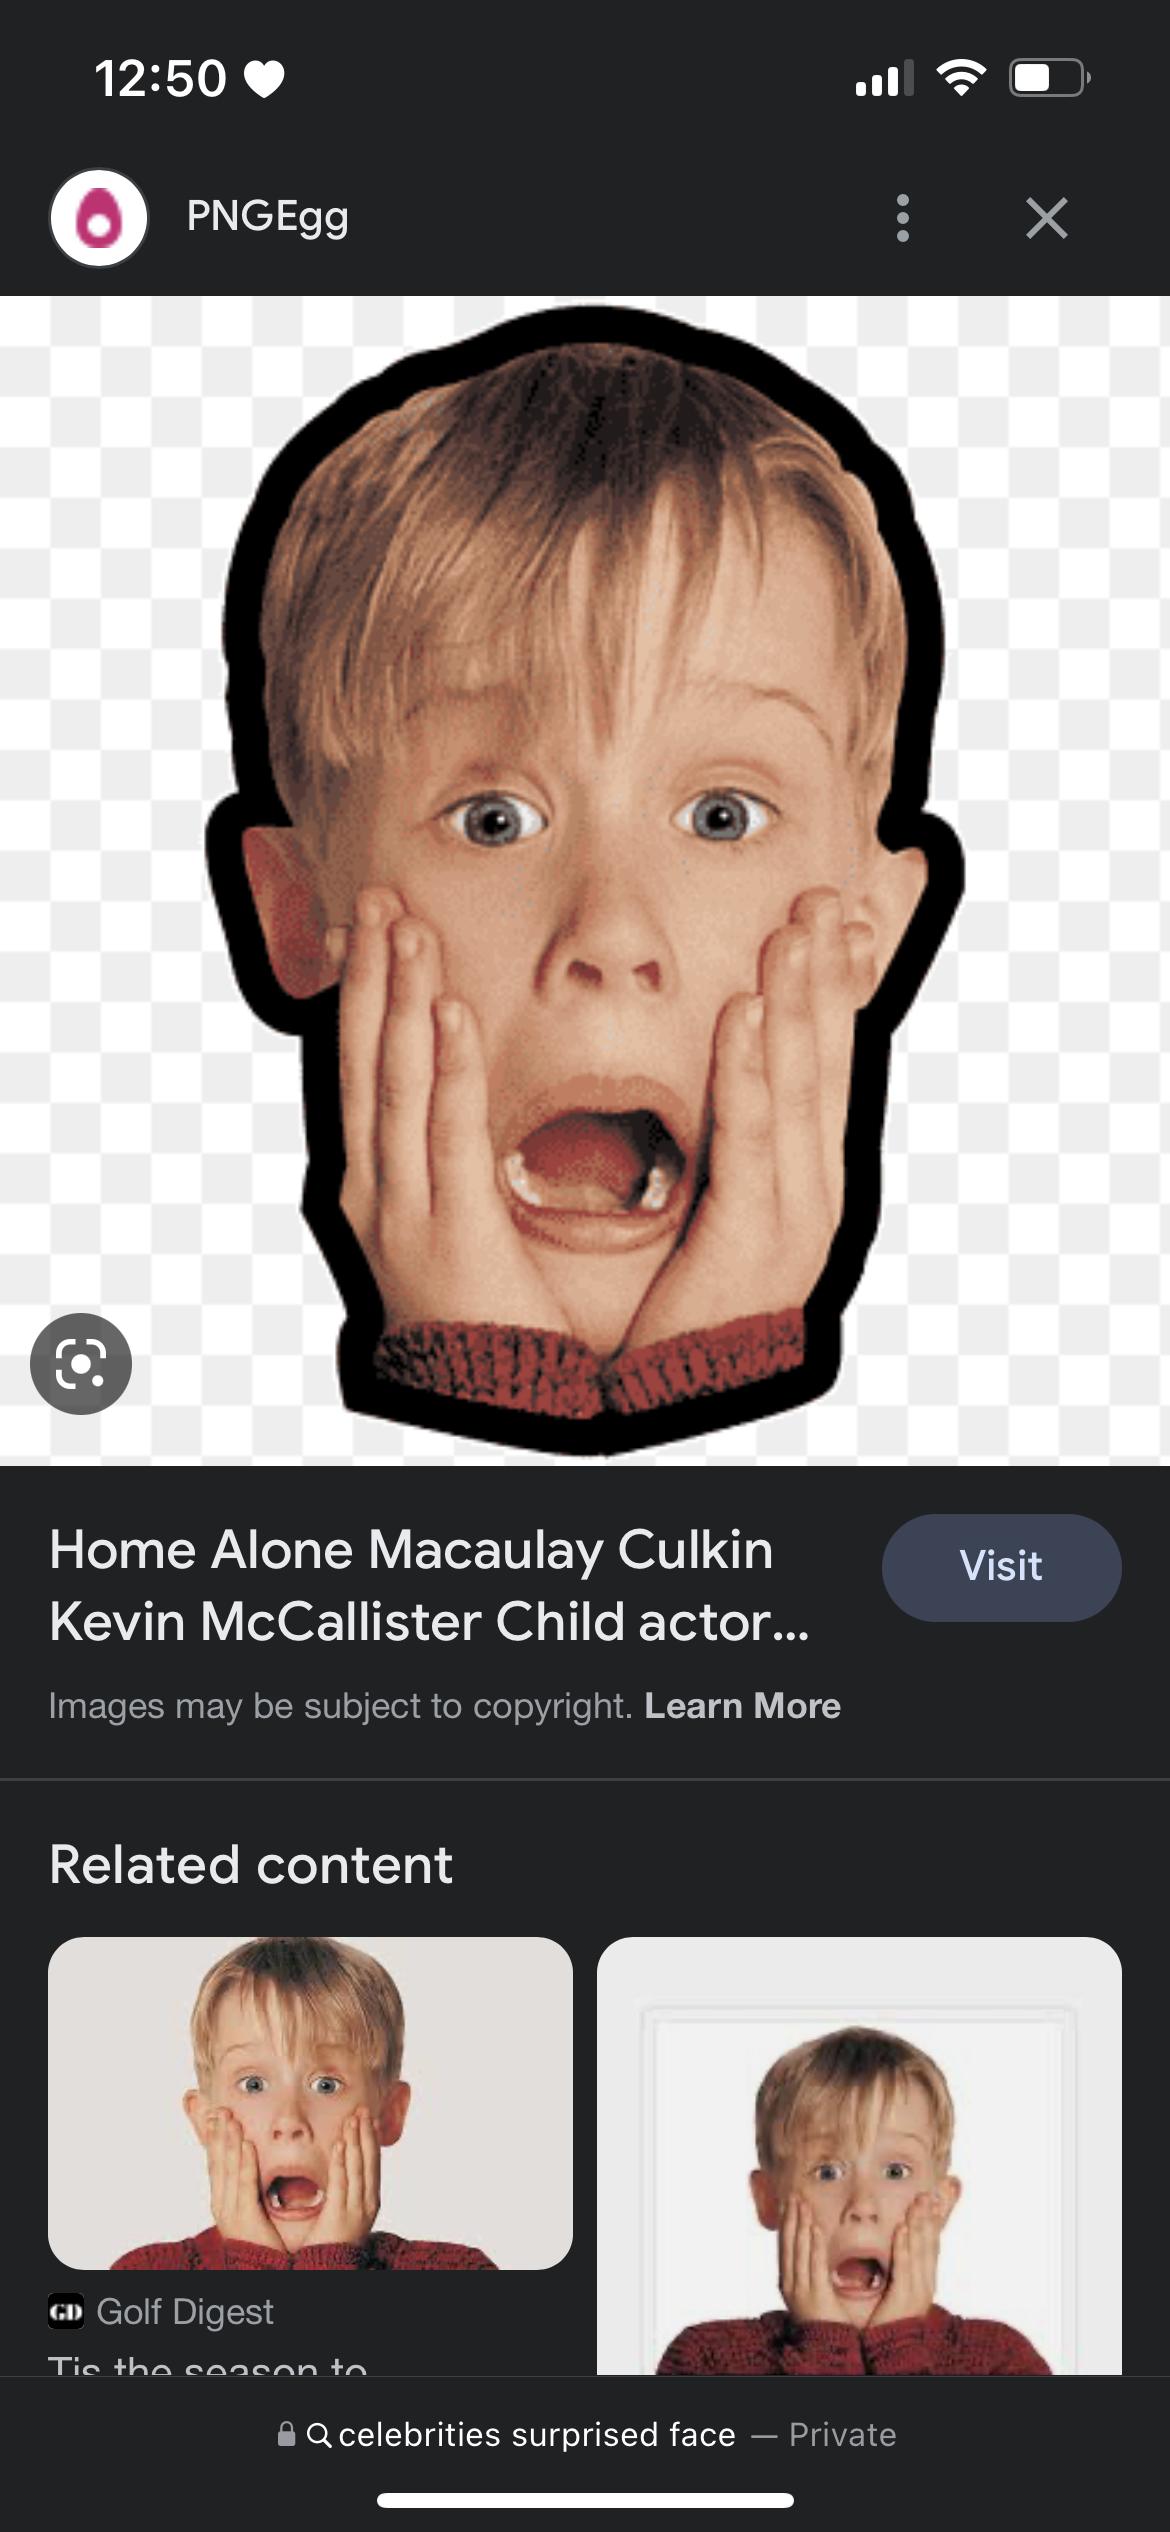 12:50
PNGEgg
Home Alone Macaulay Culkin
Kevin McCallister Child actor...
Visit
Images may be subject to copyright. Learn More
Related content
GD Golf Digest
Tis the season to
celebrities surprised face — Private